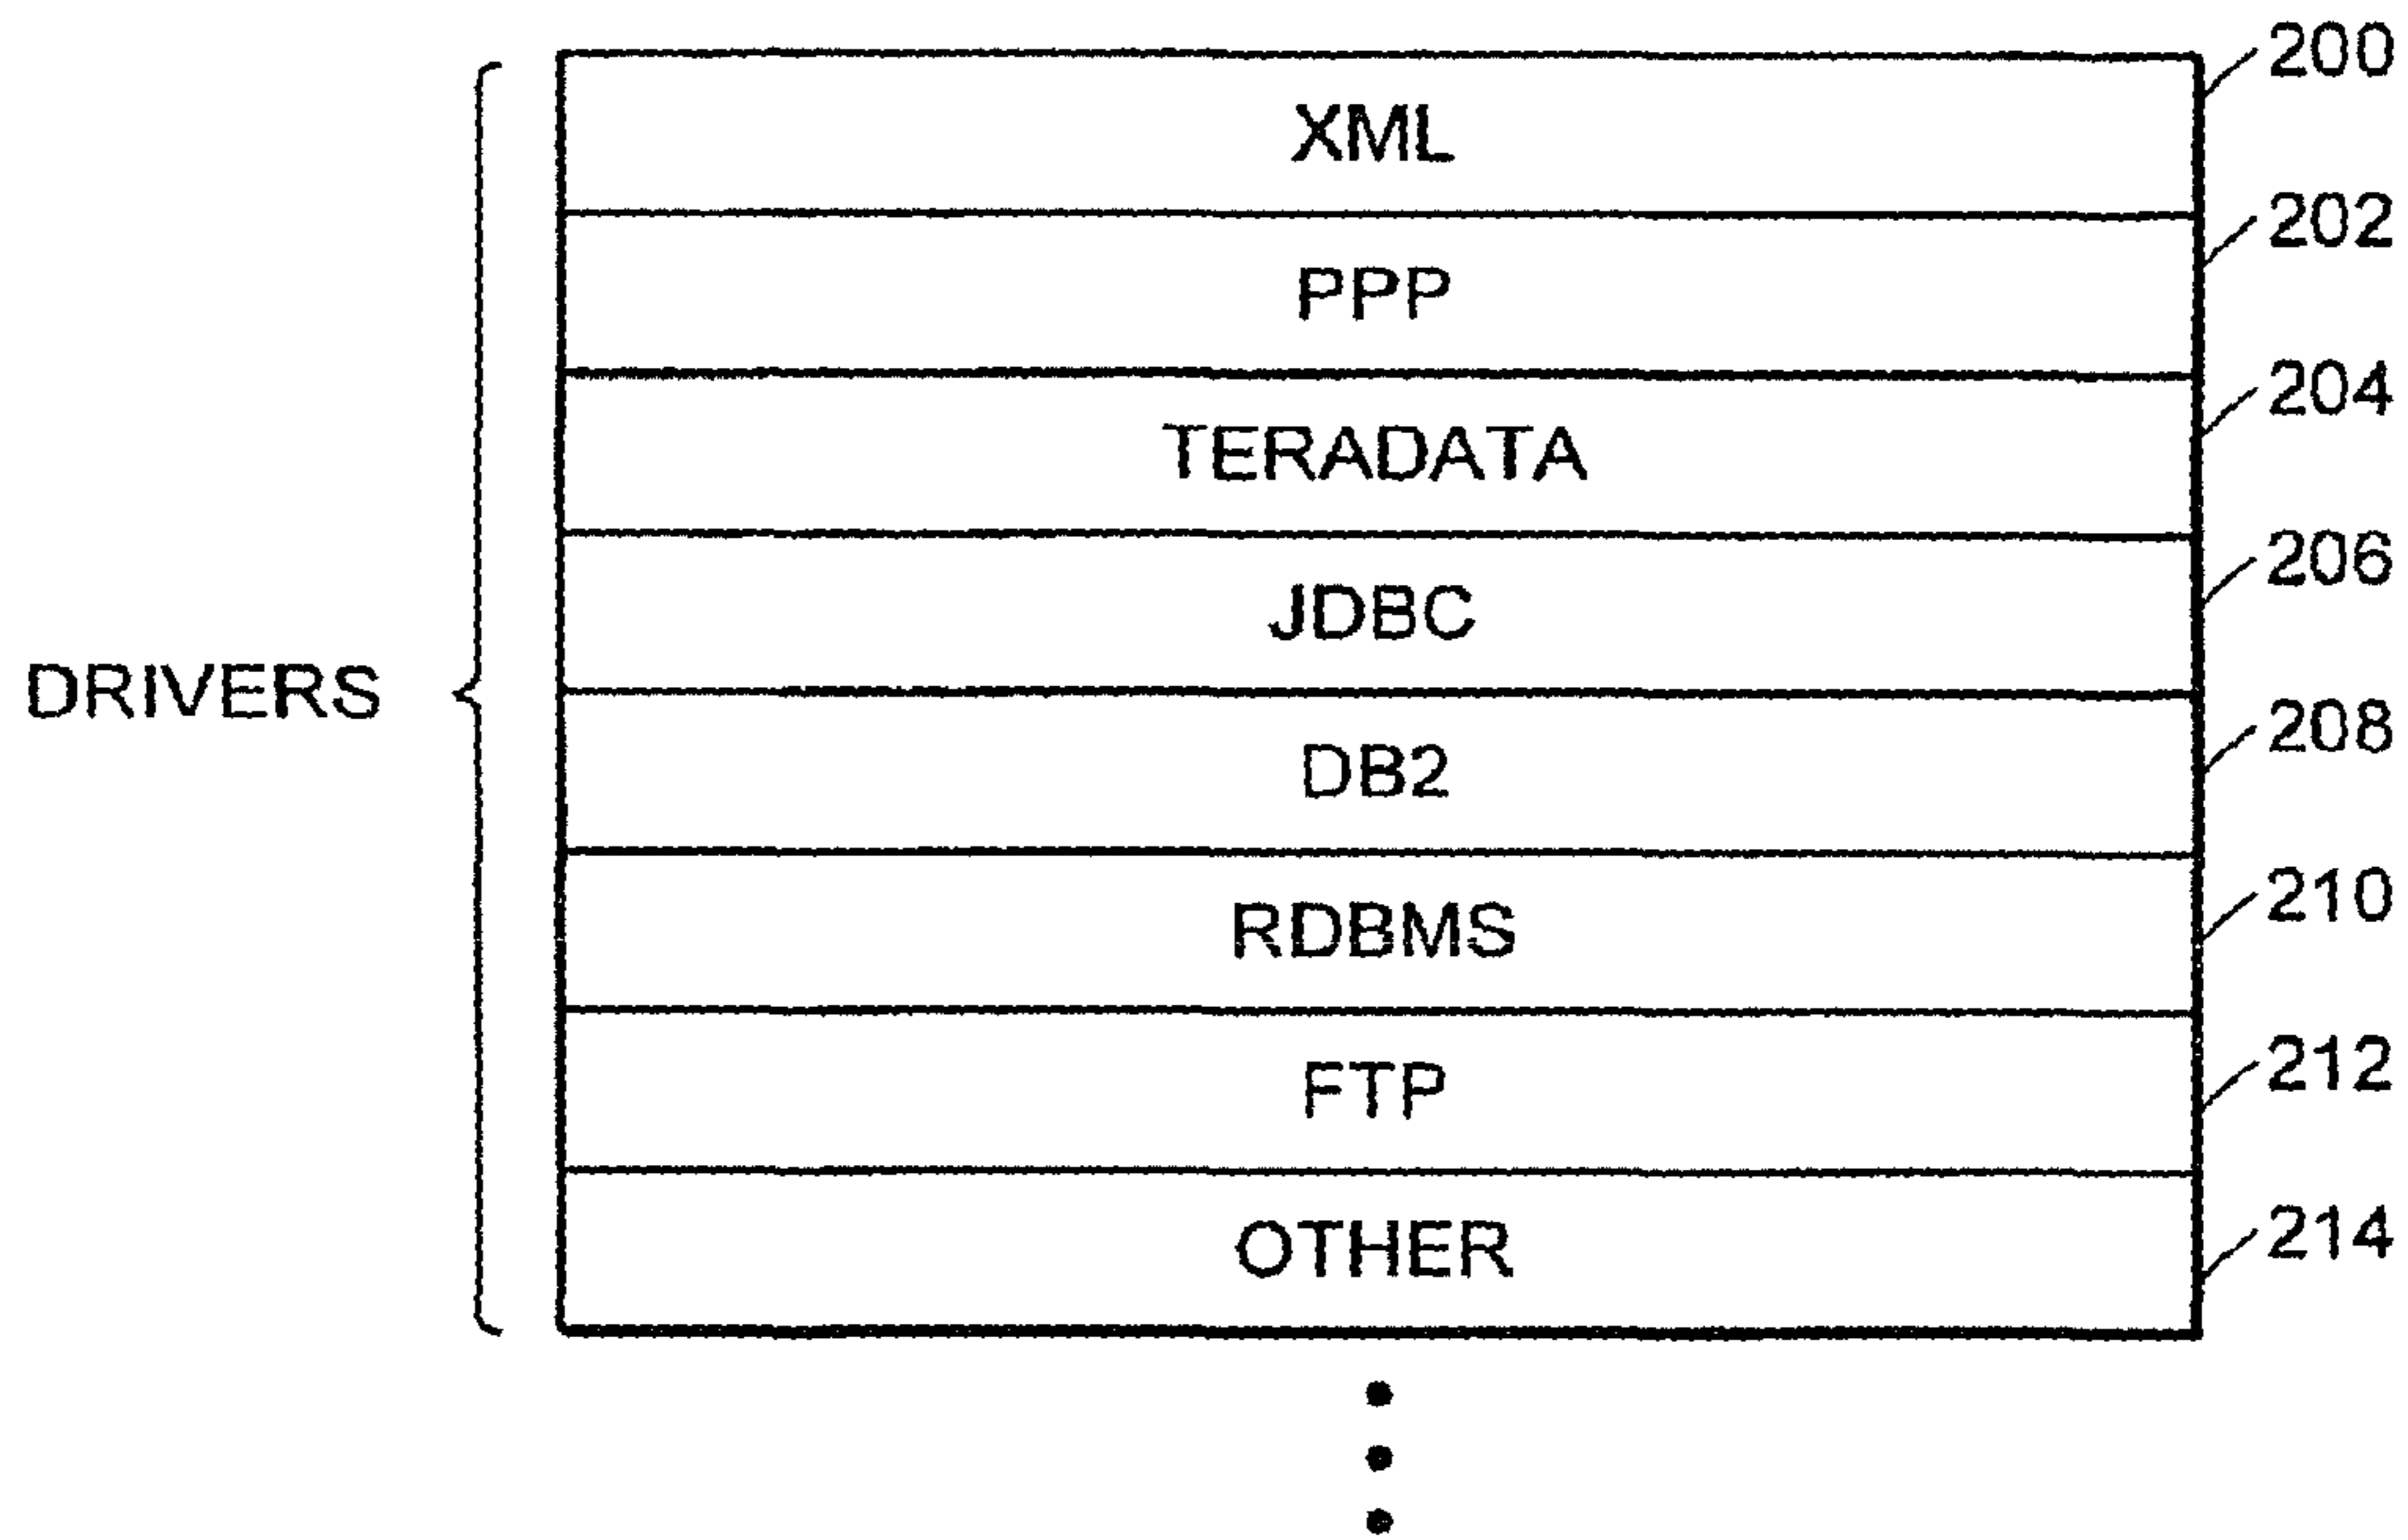 200
XML
202
PPP
204
TERADATA
206
JDBC
DRIVERS
208
DB2
210
RDBMS
212
FTP
214
OTHER